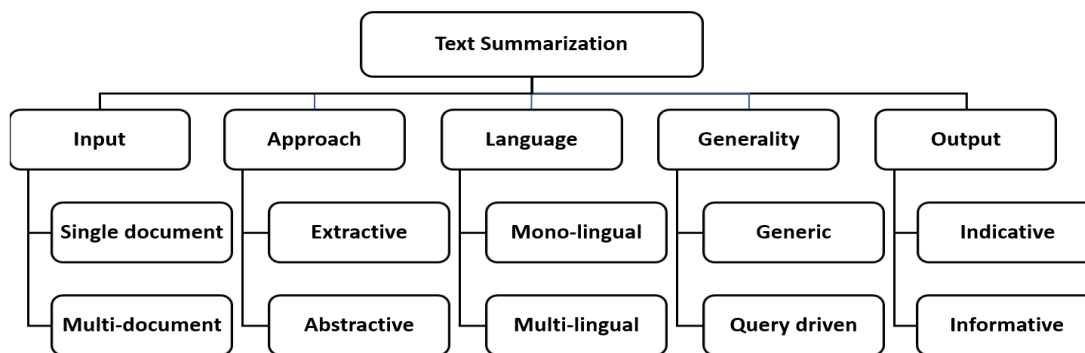 Text Summarization
Input
Approach
Language
Generality
Output
Single document
Extractive
Mono-lingual
Generic
Indicative
Multi-document
Abstractive
Multi-lingual
Query driven
Informative